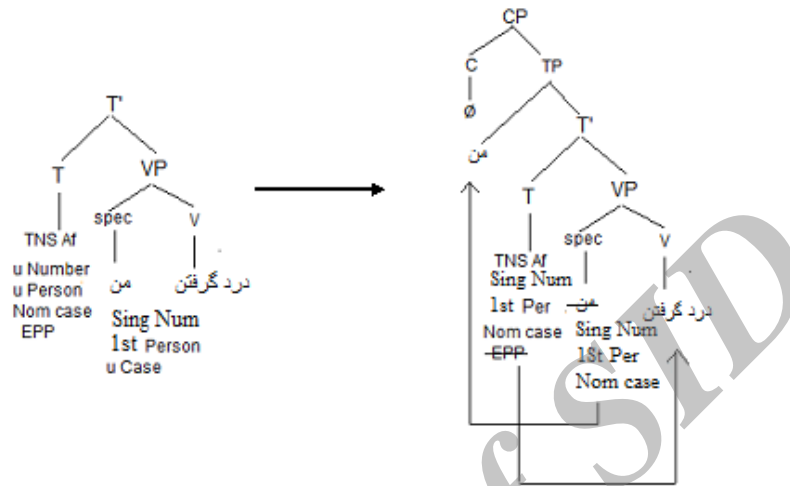 T'
T
VP
TNS Af
spec
V
u Number
u Person
Nom case
EPP
من
درد گرفتن
Sing Num
1st Person
u Case
CP
C
TP
Ø
من
T'
T
VP
TNS Af
spec
V
Sing Num
1st Per
Nom case
EPP
من
درد گرفتن
Sing Num
1St Per
Nom case
f SID